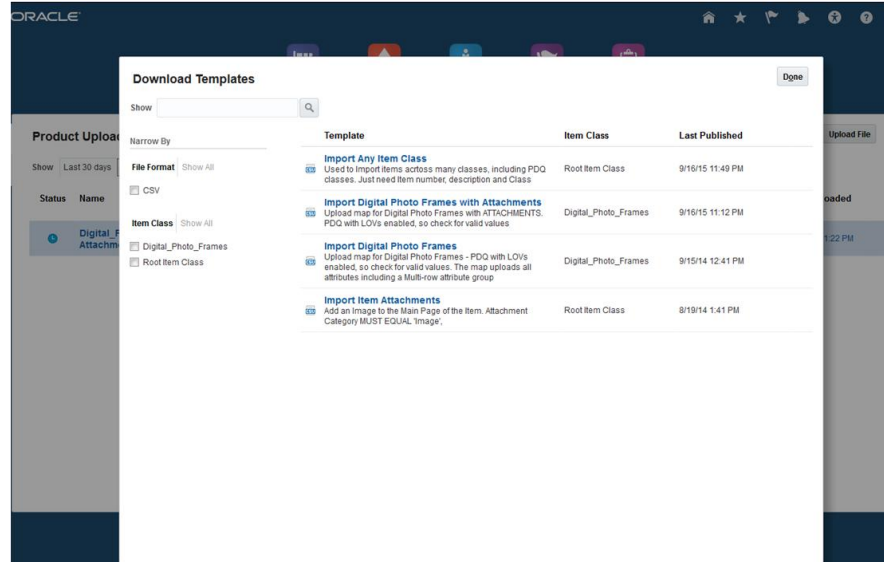 ORACLE
Download Templates
Done
Show
Product Uploa
Upload File
Narrow By
Template Item Class Last Published
Show Last 30 days
File Format Show All
CSV
Import Any Item Class
Used to Import items acrtoss many classes, including PDQ
classes. Just need Item number, description and Class
Root Item Class
9/16/15 11:49 PM
Status Name
oaded
Import Digital Photo Frames with Attachments
Upload map for Digital Photo Frames with ATTACHMENTS.
PDQ with LOVs enabled, so check for valid values
Digital_Photo_Frames
9/16/15 11:12 PM
Item Class Show All
Digital_F
Attachm
1:22 PM
Digital_Photo_Frames
Root Item Class
Import Digital Photo Frames
Upload map for Digital Photo Frames - PDQ with LOVs
enabled, so check for valid values. The map uploads all
attributes including a Multi-row attribute group
Digital_Photo_Frames
9/15/14 12:41 PM
Import Item Attachments
Add an Image to the Main Page of the Item. Attachment
Category MUST EQUAL 'Image',
Root Item Class
8/19/14 1:41 PM